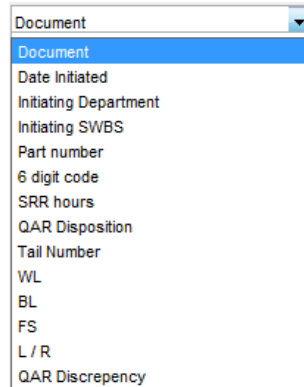 Document
Document
Date Initiated
Initiating Department
Initiating SWBS
Part number
6 digit code
SRR hours
QAR Disposition
Tail Number
WL
BL
FS
L / R
QAR Discrepency